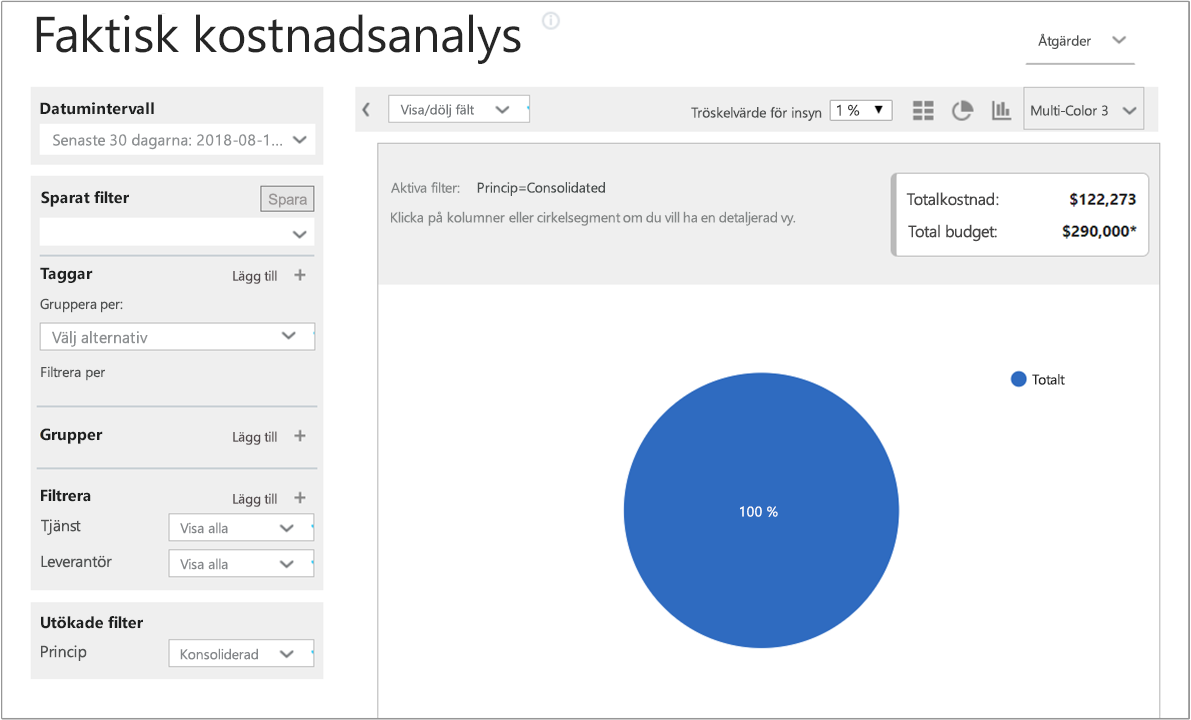 Faktisk kostnadsanalys
Åtgärder
Datumintervall
Senaste 30 dagarna: 2018-08-1...
Sparat filter
Spara
Taggar
Lägg till +
Gruppera per:
Välj alternativ
Filtrera per
Grupper
Lägg till +
Filtrera
Lägg till +
Tjänst
Visa alla
Leverantör
Visa alla
Utökade filter
Princip
Konsoliderad
Visa/dölj fält
Tröskelvärde för insyn
1 %
Multi-Color 3
Aktiva filter: Princip=Consolidated
Klicka på kolumner eller cirkelsegment om du vill ha en detaljerad vy.
Totalkostnad: $122,273
Total budget: $290,000*
Totalt
100 %